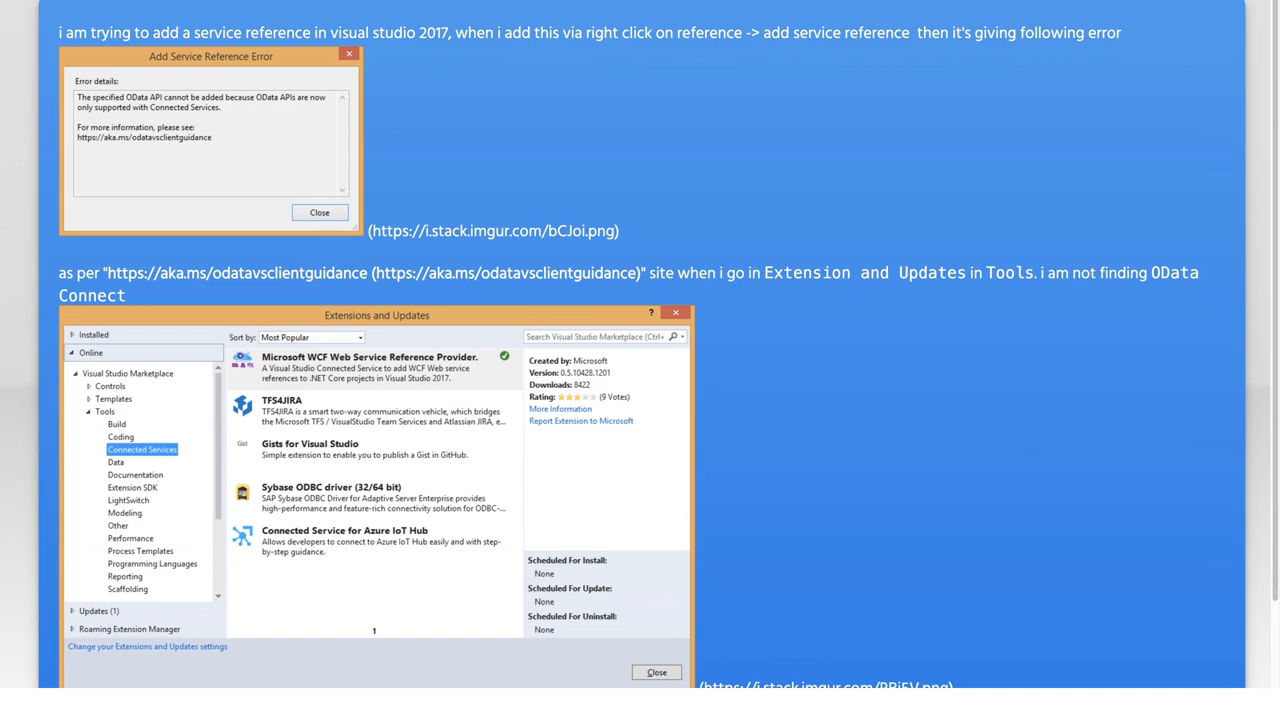 i am trying to add a service reference in visual studio 2017, when i add this via right click on reference -> add service reference then it's giving following error
Add Service Reference Error
Error details:
The specified OData API cannot be added because OData APIs are now
only supported with Connected Services.
For more information, please see:
https://aka.ms/odatavsclientguidance
Close
(https://i.stack.imgur.com/bCJoi.png)
as per "https://aka.ms/odatavsclientguidance (https://aka.ms/odatavsclientguidance)" site when i go in Extension and Updates in Tools. i am not finding OData
Connect
Extensions and Updates
?
Installed
Online
Visual Studio Marketplace
Controls
Templates
Tools
Build
Coding
Connected Services
Data
Documentation
Extension SDK
LightSwitch
Modeling
Other
Performance
Process Templates
Programming Languages
Reporting
Scaffolding
Updates (1)
Roaming Extension Manager
Change your Extensions and Updates settings
Sort by: Most Popular
Microsoft WCF Web Service Reference Provider.
A Visual Studio Connected Service to add WCF Web service
references to .NET Core projects in Visual Studio 2017.
TFS4JIRA
TFS4JIRA is a smart two-way communication vehicle, which bridges
the Microsoft TFS / VisualStudio Team Services and Atlassian JIRA, e...
Gist
Gists for Visual Studio
Simple extension to enable you to publish a Gist in GitHub.
Sybase ODBC driver (32/64 bit)
SAP Sybase ODBC Driver for Adaptive Server Enterprise provides
high-performance and feature-rich connectivity solution for ODBC-...
Connected Service for Azure IoT Hub
Allows developers to connect to Azure IoT Hub easily and with step-
by-step guidance.
1
Search Visual Studio Marketplace (Ctrl+
Created by: Microsoft
Version: 0.5.10428.1201
Downloads: 8422
Rating: (9 Votes)
More Information
Report Extension to Microsoft
Scheduled For Install:
None
Scheduled For Update:
None
Scheduled For Uninstall:
None
Close